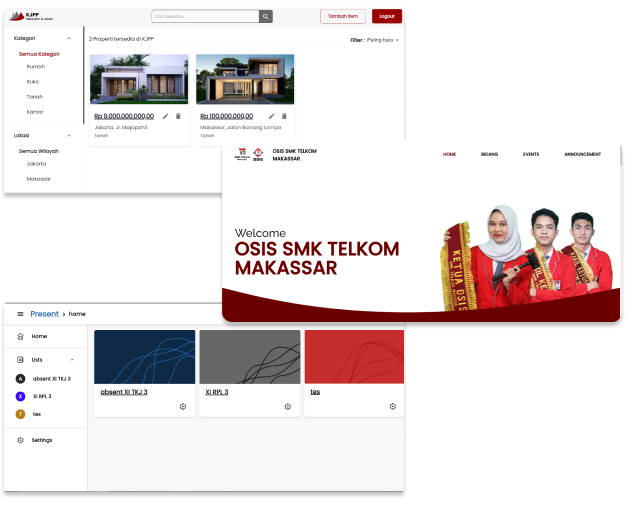 KJPP
Cari sesuatu...
Tambah item
Logout
Kategori
Semua Kategori
Rumah
Ruko
Tanah
Kantor
Lokasi
Semua Wilayah
Jakarta
Makassar
2 Properti tersedia di KJPP
Filter : Paling baru
Rp 9.000.000.000,00
Jakarta, Jl. Majapahit
Tanah
Rp 100.000.000.000,00
Makassar, Jalan Bonang Lompo
Tanah
OSIS
OSIS SMK TELKOM
MAKASSAR
HOME
BIDANG
EVENTS
ANNOUNCEMENT
Welcome
OSIS SMK TELKOM
MAKASSAR
KETUA OSIS
Present > home
Home
Lists
A absent XI TKJ 3
X XI RPL 3
T tes
Settings
absent XI TKJ 3
XI RPL 3
tes